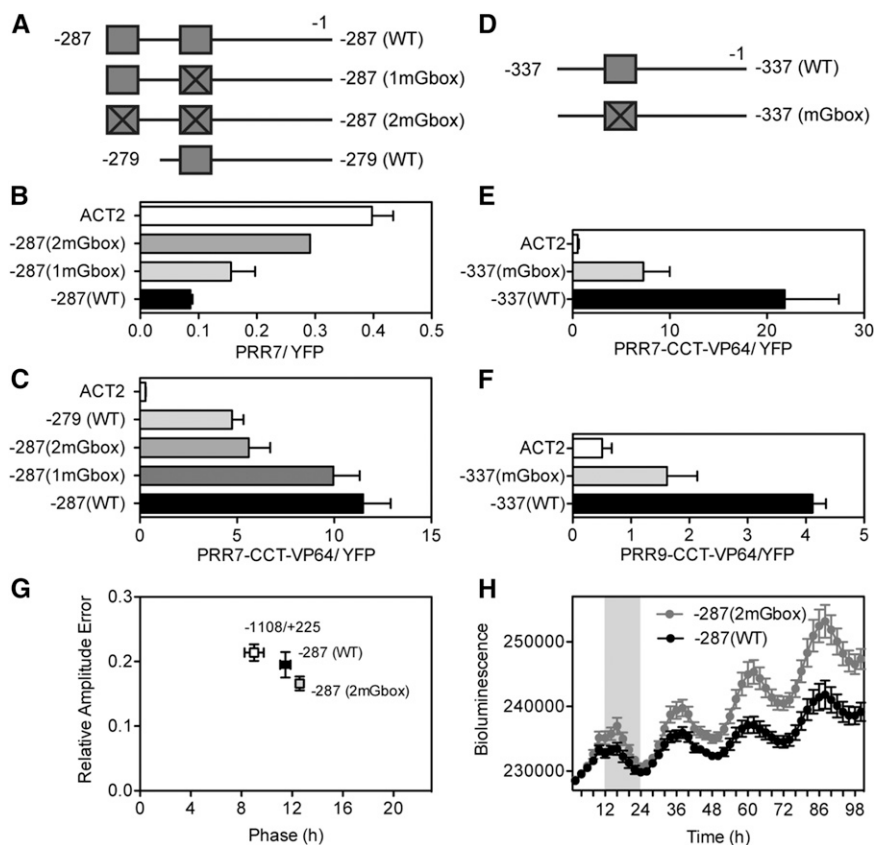 A
-287
-1
-287 (WT)
-287 (1mGbox)
-287 (2mGbox)
-279
-279 (WT)
D
-337
-1
-337 (WT)
-337 (mGbox)
B
ACT2
-287(2mGbox)
-287(1mGbox)
-287(WT)
0.0 0.1 0.2 0.3 0.4 0.5
PRR7/YFP
E
ACT2
-337(mGbox)
-337(WT)
0 10 20 30
PRR7-CCT-VP64/YFP
C
ACT2
-279 (WT)
-287(2mGbox)
-287(1mGbox)
-287(WT)
0 5 10 15
PRR7-CCT-VP64/YFP
F
ACT2
-337(mGbox)
-337(WT)
0 1 2 3 4 5
PRR9-CCT-VP64/YFP
G
Relative Amplitude Error
0.3
0.2
0.1
0.0
-1108/+225
-287 (WT)
-287 (2mGbox)
0 4 8 12 16 20
Phase (h)
H
Bioluminescence
250000
240000
230000
-287(2mGbox)
-287(WT)
12 24 36 48 60 72 86 98
Time (h)